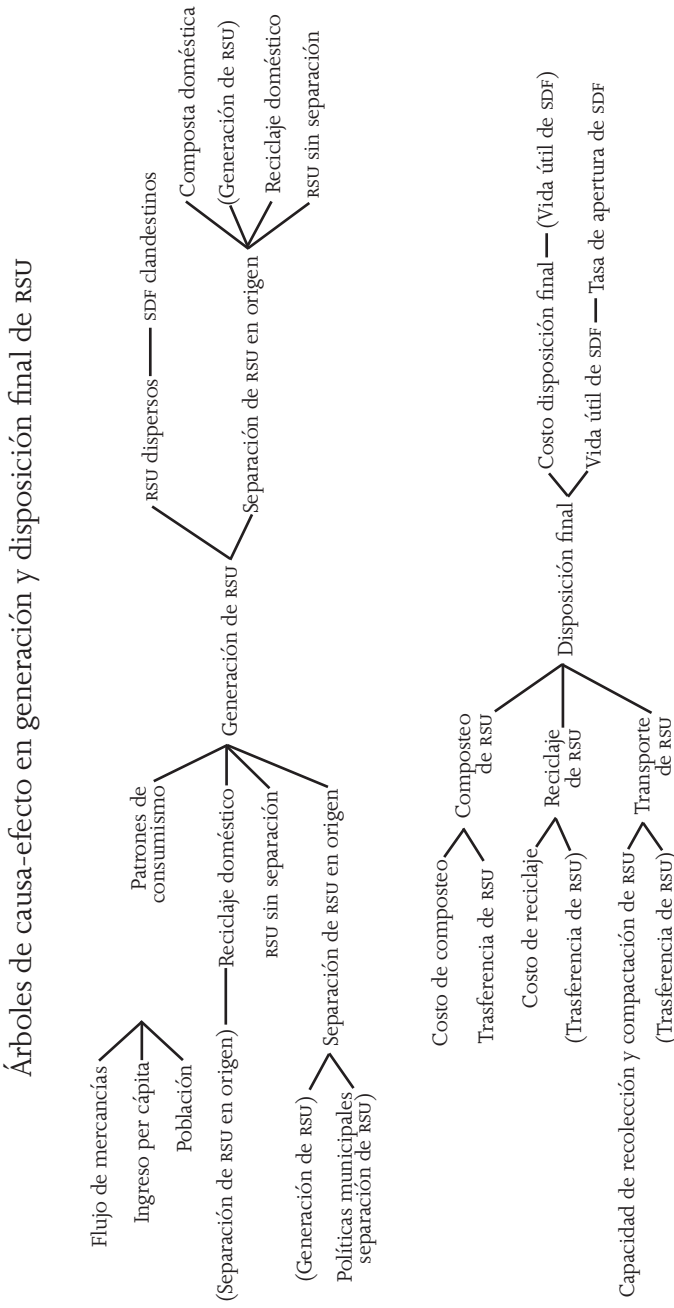 Árboles de causa-efecto en generación y disposición final de RSU
Flujo de mercancías
Ingreso per cápita
Población
Patrones de
consumismo
(Separación de RSU en origen)
Reciclaje doméstico
RSU sin separación
(Generación de RSU)
Políticas municipales
separación de RSU)
Separación de RSU en origen
Generación de RSU
RSU dispersos
SDF clandestinos
Separación de RSU en origen
Composta doméstica
(Generación de RSU)
Reciclaje doméstico
RSU sin separación
Costo de composteo
Trasferencia de RSU
Composteo
de RSU
Costo de reciclaje
(Trasferencia de RSU)
Reciclaje
de RSU
Capacidad de recolección y compactación de RSU
(Trasferencia de RSU)
Transporte
de RSU
Disposición final
Costo disposición final
(Vida útil de SDF)
Vida útil de SDF
Tasa de apertura de SDF